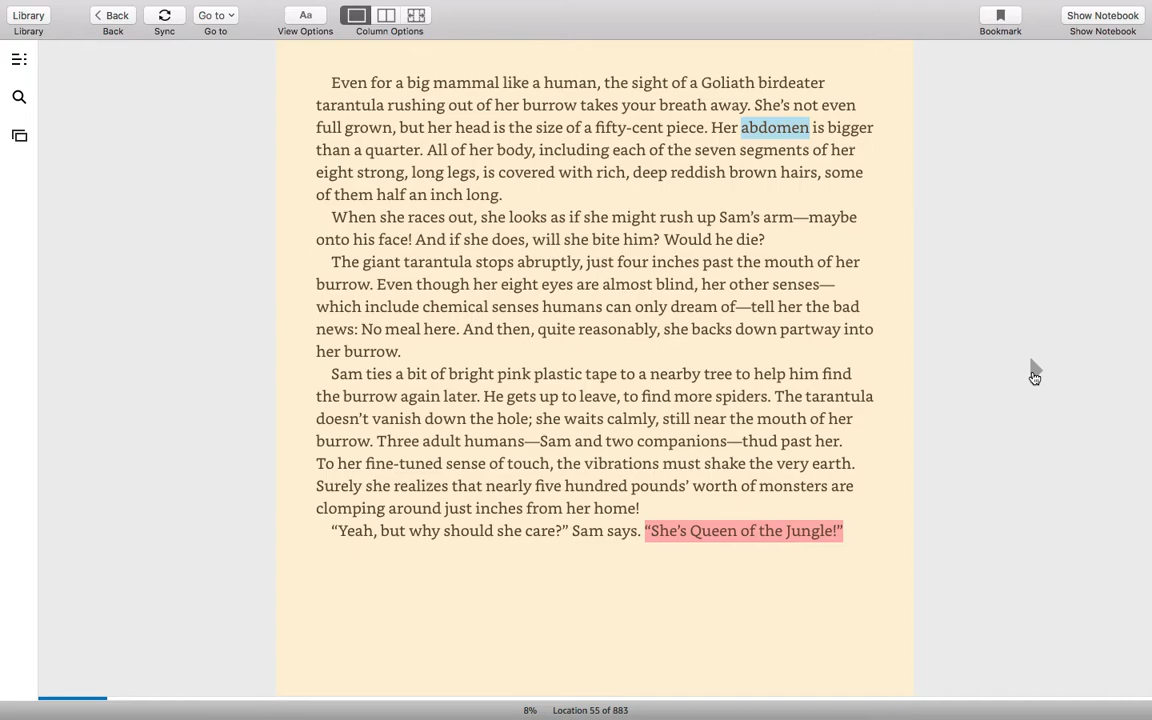 Library
Back
Go to
Aa
Show Notebook
Library
Back
Sync
Go to
View Options
Column Options
Bookmark
Show Notebook
Even for a big mammal like a human, the sight of a Goliath birdeater
tarantula rushing out of her burrow takes your breath away. She’s not even
full grown, but her head is the size of a fifty-cent piece. Her abdomen is bigger
than a quarter. All of her body, including each of the seven segments of her
eight strong, long legs, is covered with rich, deep reddish brown hairs, some
of them half an inch long.
When she races out, she looks as if she might rush up Sam’s arm—maybe
onto his face! And if she does, will she bite him? Would he die?
The giant tarantula stops abruptly, just four inches past the mouth of her
burrow. Even though her eight eyes are almost blind, her other senses—
which include chemical senses humans can only dream of—tell her the bad
news: No meal here. And then, quite reasonably, she backs down partway into
her burrow.
Sam ties a bit of bright pink plastic tape to a nearby tree to help him find
the burrow again later. He gets up to leave, to find more spiders. The tarantula
doesn’t vanish down the hole; she waits calmly, still near the mouth of her
burrow. Three adult humans—Sam and two companions—thud past her.
To her fine-tuned sense of touch, the vibrations must shake the very earth.
Surely she realizes that nearly five hundred pounds’ worth of monsters are
clomping around just inches from her home!
“Yeah, but why should she care?” Sam says. “She’s Queen of the Jungle!”
8% Location 55 of 883